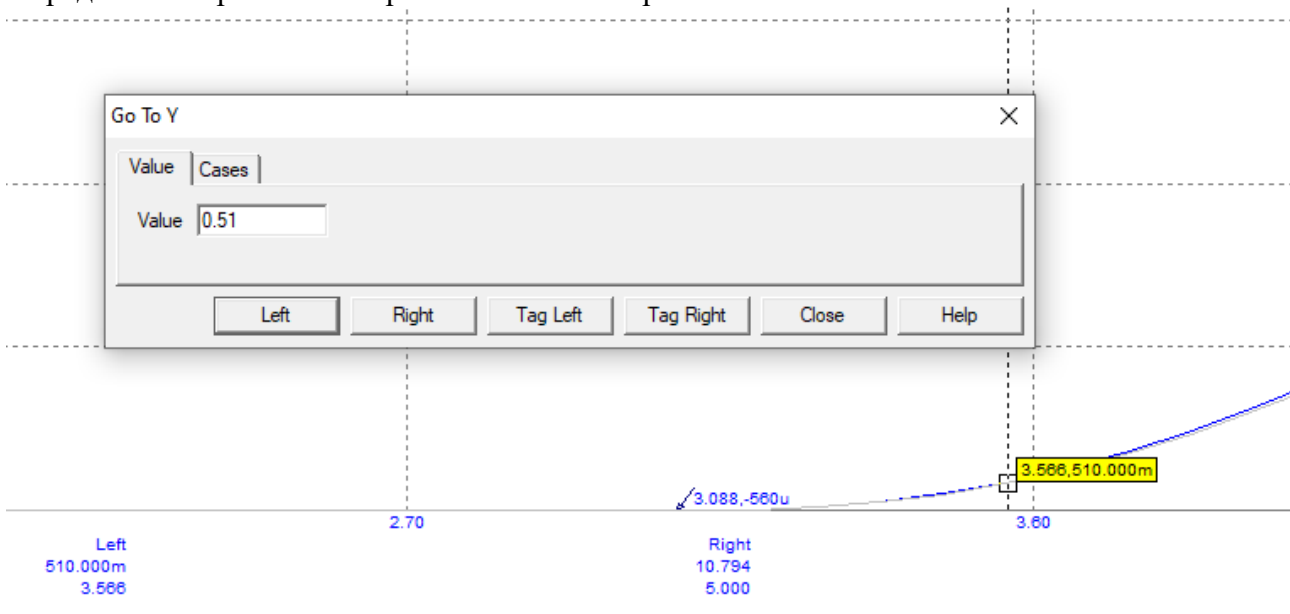 Go To Y
Value Cases
Value 0.51
Left Right Tag Left Tag Right Close Help
3.566,510.000m
3.088,-560u
2.70 3.60
Left Right
510.000m 10.794
3.566 5.000